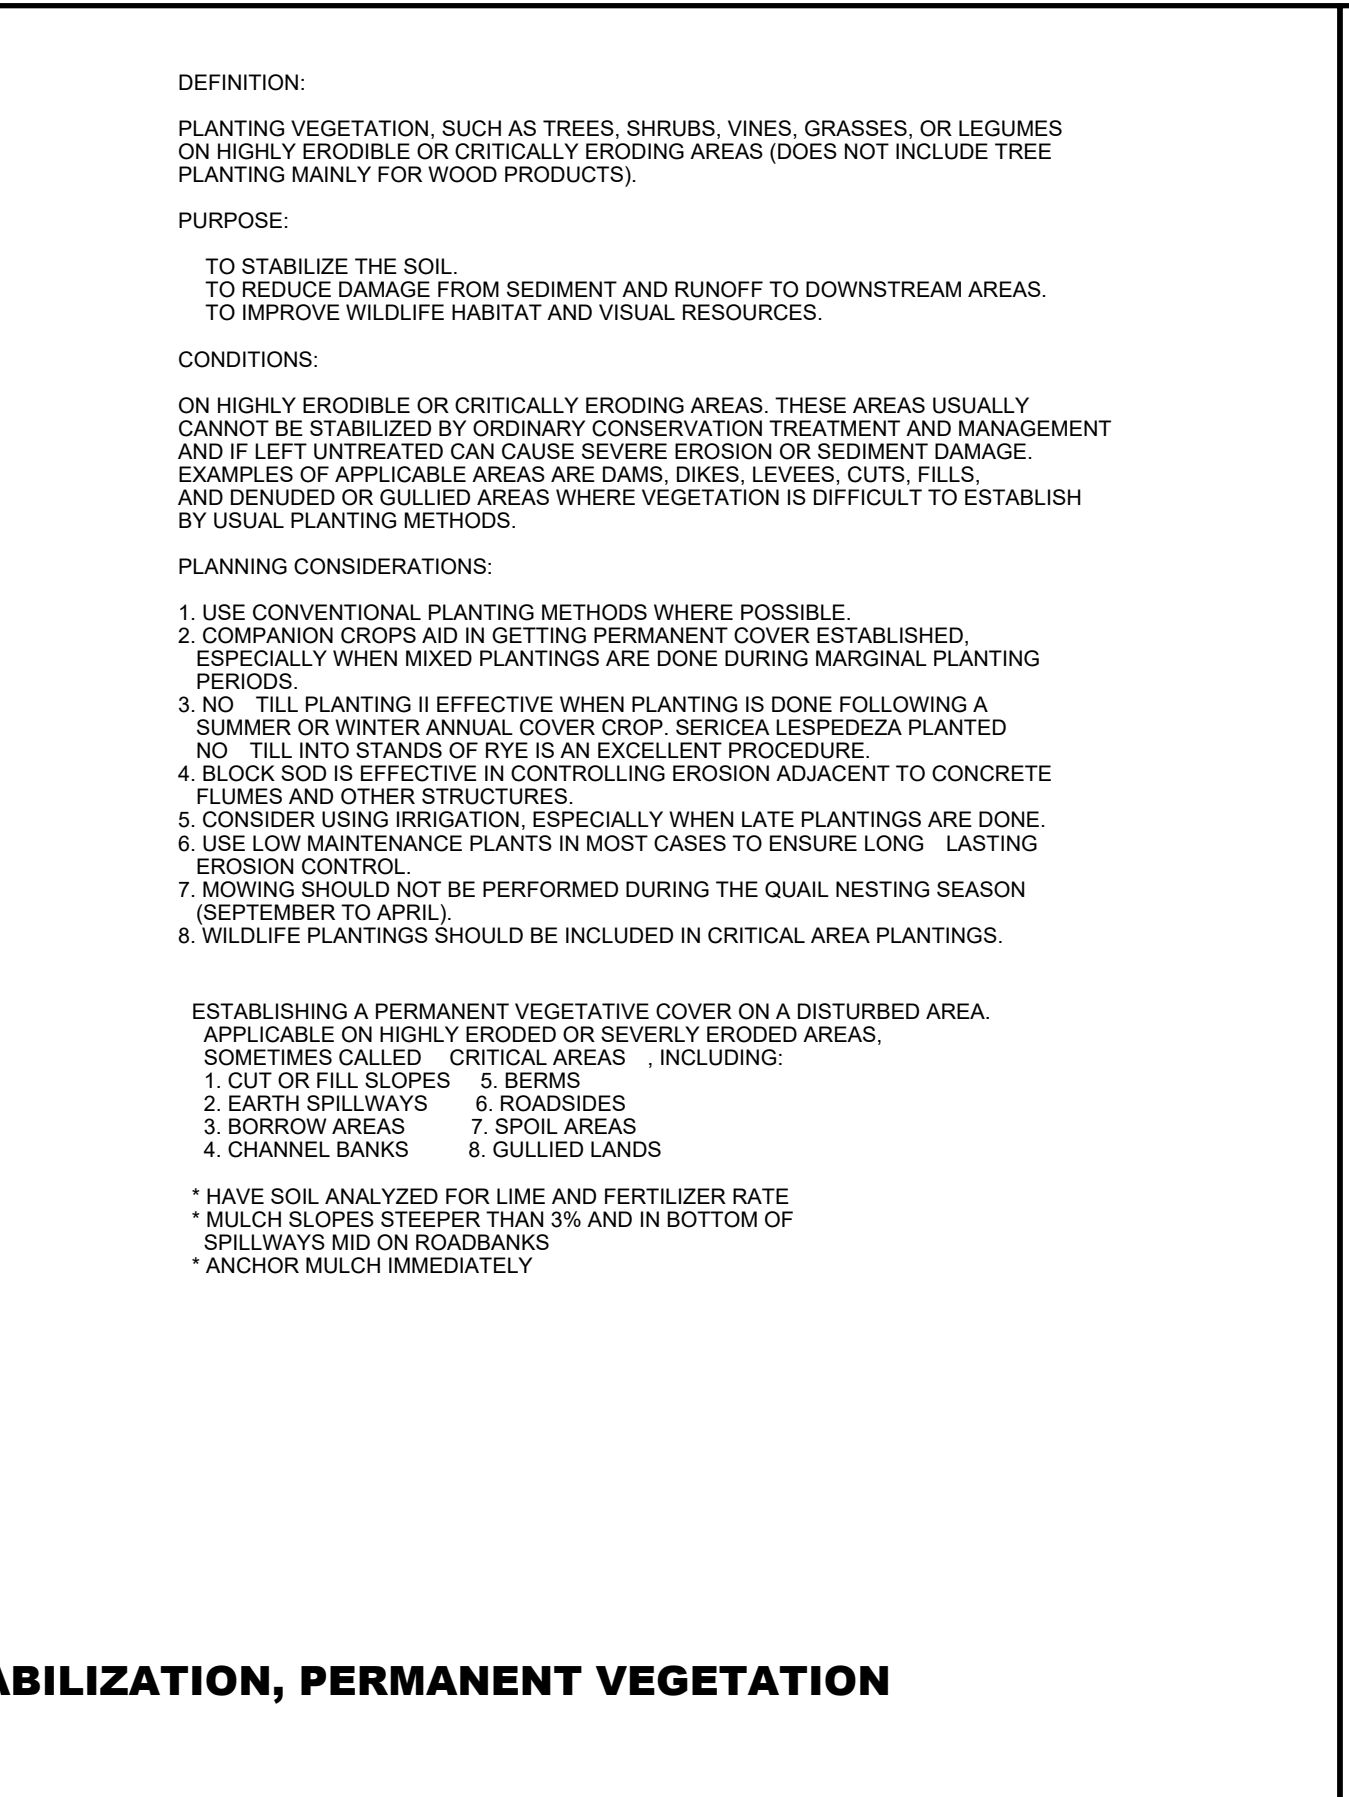 DEFINITION:
PLANTING VEGETATION, SUCH AS TREES, SHRUBS, VINES, GRASSES, OR LEGUMES
ON HIGHLY ERODIBLE OR CRITICALLY ERODING AREAS (DOES NOT INCLUDE TREE
PLANTING MAINLY FOR WOOD PRODUCTS).
PURPOSE:
TO STABILIZE THE SOIL.
TO REDUCE DAMAGE FROM SEDIMENT AND RUNOFF TO DOWNSTREAM AREAS.
TO IMPROVE WILDLIFE HABITAT AND VISUAL RESOURCES.
CONDITIONS:
ON HIGHLY ERODIBLE OR CRITICALLY ERODING AREAS. THESE AREAS USUALLY
CANNOT BE STABILIZED BY ORDINARY CONSERVATION TREATMENT AND MANAGEMENT
AND IF LEFT UNTREATED CAN CAUSE SEVERE EROSION OR SEDIMENT DAMAGE.
EXAMPLES OF APPLICABLE AREAS ARE DAMS, DIKES, LEVEES, CUTS, FILLS,
AND DENUDED OR GULLIED AREAS WHERE VEGETATION IS DIFFICULT TO ESTABLISH
BY USUAL PLANTING METHODS.
PLANNING CONSIDERATIONS:
1. USE CONVENTIONAL PLANTING METHODS WHERE POSSIBLE.
2. COMPANION CROPS AID IN GETTING PERMANENT COVER ESTABLISHED,
ESPECIALLY WHEN MIXED PLANTINGS ARE DONE DURING MARGINAL PLANTING
PERIODS.
3. NO TILL PLANTING II EFFECTIVE WHEN PLANTING IS DONE FOLLOWING A
SUMMER OR WINTER ANNUAL COVER CROP. SERICEA LESPEDEZA PLANTED
NO TILL INTO STANDS OF RYE IS AN EXCELLENT PROCEDURE.
4. BLOCK SOD IS EFFECTIVE IN CONTROLLING EROSION ADJACENT TO CONCRETE
FLUMES AND OTHER STRUCTURES.
5. CONSIDER USING IRRIGATION, ESPECIALLY WHEN LATE PLANTINGS ARE DONE.
6. USE LOW MAINTENANCE PLANTS IN MOST CASES TO ENSURE LONG LASTING
EROSION CONTROL.
7. MOWING SHOULD NOT BE PERFORMED DURING THE QUAIL NESTING SEASON
(SEPTEMBER TO APRIL).
8. WILDLIFE PLANTINGS SHOULD BE INCLUDED IN CRITICAL AREA PLANTINGS.
ESTABLISHING A PERMANENT VEGETATIVE COVER ON A DISTURBED AREA.
APPLICABLE ON HIGHLY ERODED OR SEVERLY ERODED AREAS,
SOMETIMES CALLED CRITICAL AREAS , INCLUDING:
1. CUT OR FILL SLOPES 5. BERMS
2. EARTH SPILLWAYS 6. ROADSIDES
3. BORROW AREAS 7. SPOIL AREAS
4. CHANNEL BANKS 8. GULLIED LANDS
* HAVE SOIL ANALYZED FOR LIME AND FERTILIZER RATE
* MULCH SLOPES STEEPER THAN 3% AND IN BOTTOM OF
SPILLWAYS MID ON ROADBANKS
* ANCHOR MULCH IMMEDIATELY
ABILIZATION, PERMANENT VEGETATION